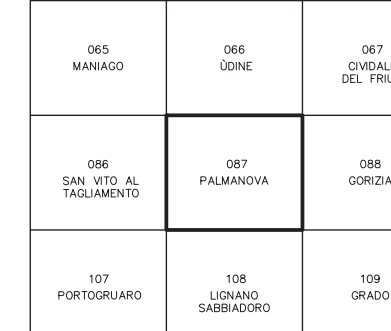 065
MANIAGO
066
ÙDINE
067
DEL
086
SAN VITO AL
TAGLIAMENTO
087
PALMANOVA
088
GORIZIA
107
PORTOGRUARO
108
LIGNANO
SABBIADORO
109
GRADO